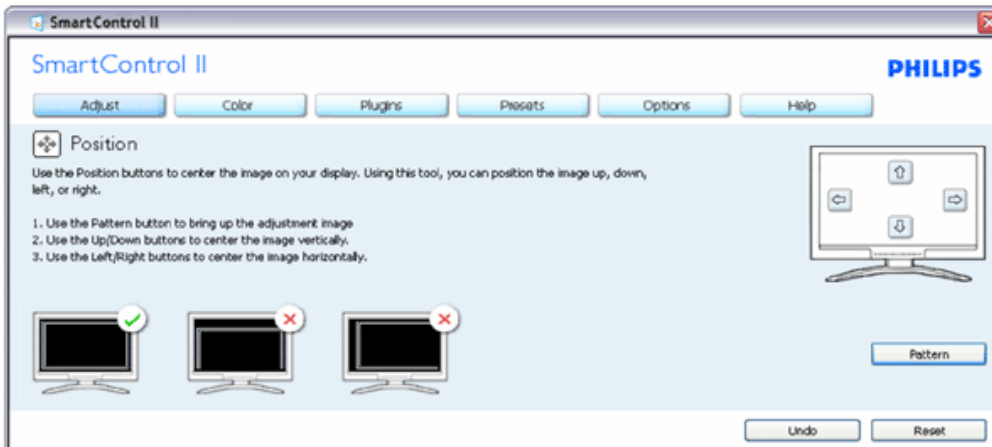 SmartControl II
SmartControl II
PHILIPS
Adjust Color Plugins Presets Options Help
Position
Use the Position buttons to center the image on your display. Using this tool, you can position the image up, down,
left, or right.
1. Use the Pattern button to bring up the adjustment image
2. Use the Up/Down buttons to center the image vertically.
3. Use the Left/Right buttons to center the image horizontally.
Pattern
Undo Reset